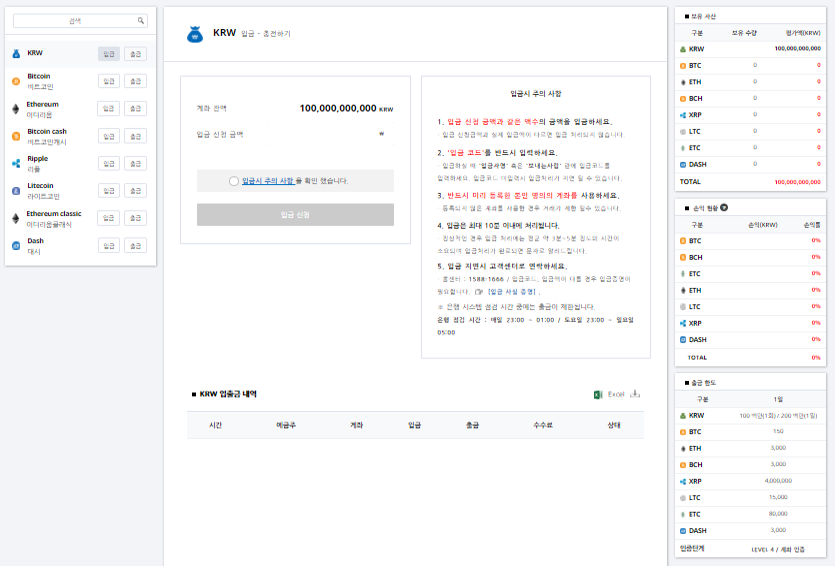 검색
KRW 입금 출금
Bitcoin
비트코인 입금 출금
Ethereum
이더리움 입금 출금
Bitcoin cash
비트코인캐시 입금 출금
Ripple
리플 입금 출금
Litecoin
라이트코인 입금 출금
Ethereum classic
이더리움클래식 입금 출금
Dash
대시 입금 출금
KRW 입금 - 충전하기
계좌 잔액 100,000,000,000 KRW
입금 신청 금액 ₩
입금시 주의 사항 을 확인 했습니다.
입금 신청
입금시 주의 사항
1. 입금 신청 금액과 같은 액수의 금액을 입금하세요.
· 입금 신청금액과 실제 입금액이 다르면 입금 처리되지 않습니다.
2. '입금 코드'를 반드시 입력하세요.
· 입금하실 때 '입금자명' 혹은 '보내는사람' 란에 입금코드를
입력하세요. 입금코드 미입력시 입금처리가 지연 될 수 있습니다.
3. 반드시 미리 등록한 본인 명의의 계좌를 사용하세요.
· 등록되지 않은 계좌를 사용한 경우 거래가 제한 될수 있습니다.
4. 입금은 최대 10분 이내에 처리됩니다.
· 정상적인 경우 입금 처리에는 평균 약 3분~5분 정도의 시간이
소요되며 입금처리가 완료되면 문자로 알려드립니다.
5. 입금 지연시 고객센터로 연락하세요.
· 콜센터 : 1588-1666 / 입금코드, 입금액이 다를 경우 입금증명이
필요합니다. [입금 사실 증명] .
※ 은행 시스템 점검 시간 중에는 출금이 제한됩니다.
은행 점검 시간 : 매일 23:00 ~ 01:00 / 토요일 23:00 ~ 일요일
05:00
■ KRW 입출금 내역 Excel
시간 예금주 계좌 입금 출금 수수료 상태
■ 보유 자산
구분 보유 수량 평가액(KRW)
KRW 100,000,000,000
BTC 0 0
ETH 0 0
BCH 0 0
XRP 0 0
LTC 0 0
ETC 0 0
DASH 0 0
TOTAL 100,000,000,000
■ 손익 현황
구분 손익(KRW) 손익률
BTC 0%
BCH 0%
ETC 0%
ETH 0%
LTC 0%
XRP 0%
DASH 0%
TOTAL 0%
■ 출금 한도
구분 1일
KRW 100 백만(1회) / 200 백만(1일)
BTC 150
ETH 3,000
BCH 3,000
XRP 4,000,000
LTC 15,000
ETC 80,000
DASH 3,000
인증단계 LEVEL 4 / 계좌 인증